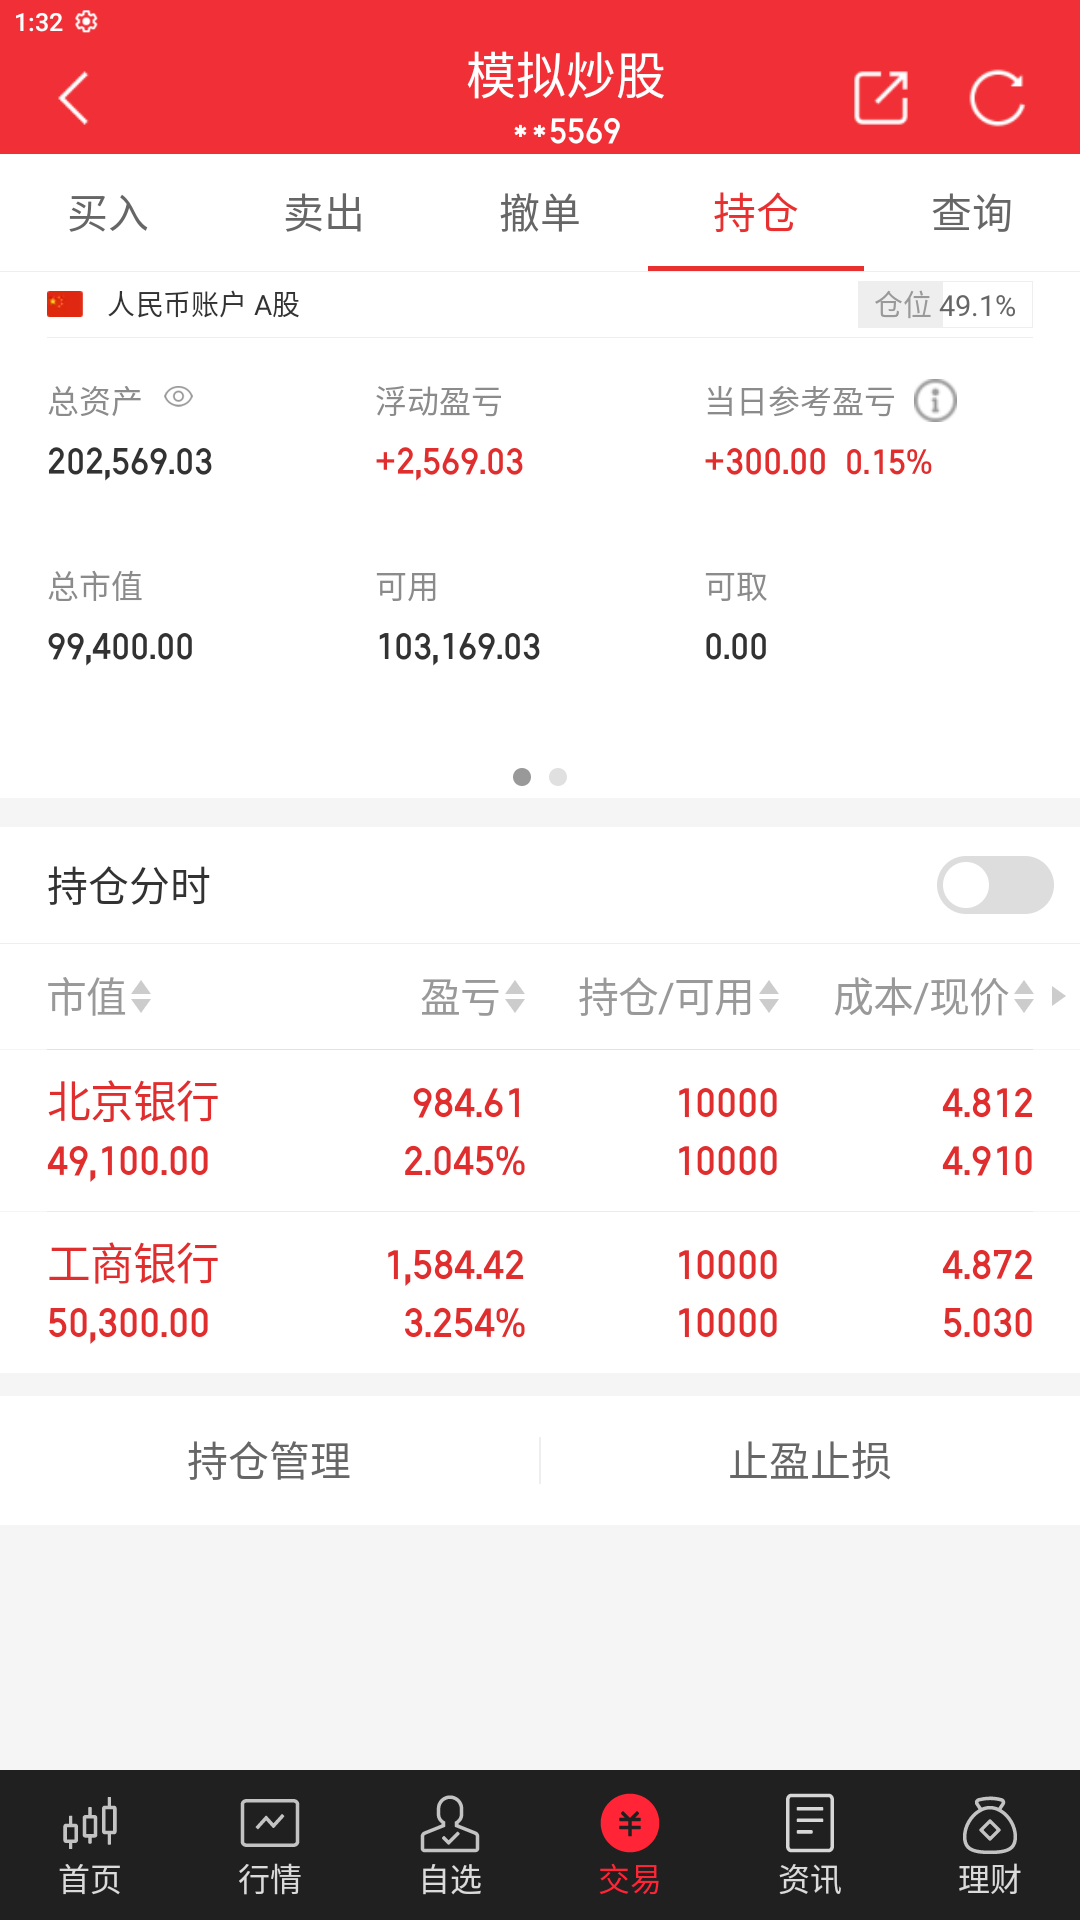 1:32
模拟炒股
**5569
买入 卖出 撤单 持仓 查询
人民币账户 A股 仓位 49.1%
总资产 浮动盈亏 当日参考盈亏
202,569.03 +2,569.03 +300.00 0.15%
总市值 可用 可取
99,400.00 103,169.03 0.00
持仓分时
市值 盈亏 持仓/可用 成本/现价
北京银行 984.61 10000 4.812
49,100.00 2.045% 10000 4.910
工商银行 1,584.42 10000 4.872
50,300.00 3.254% 10000 5.030
持仓管理 止盈止损
首页 行情 自选 交易 资讯 理财